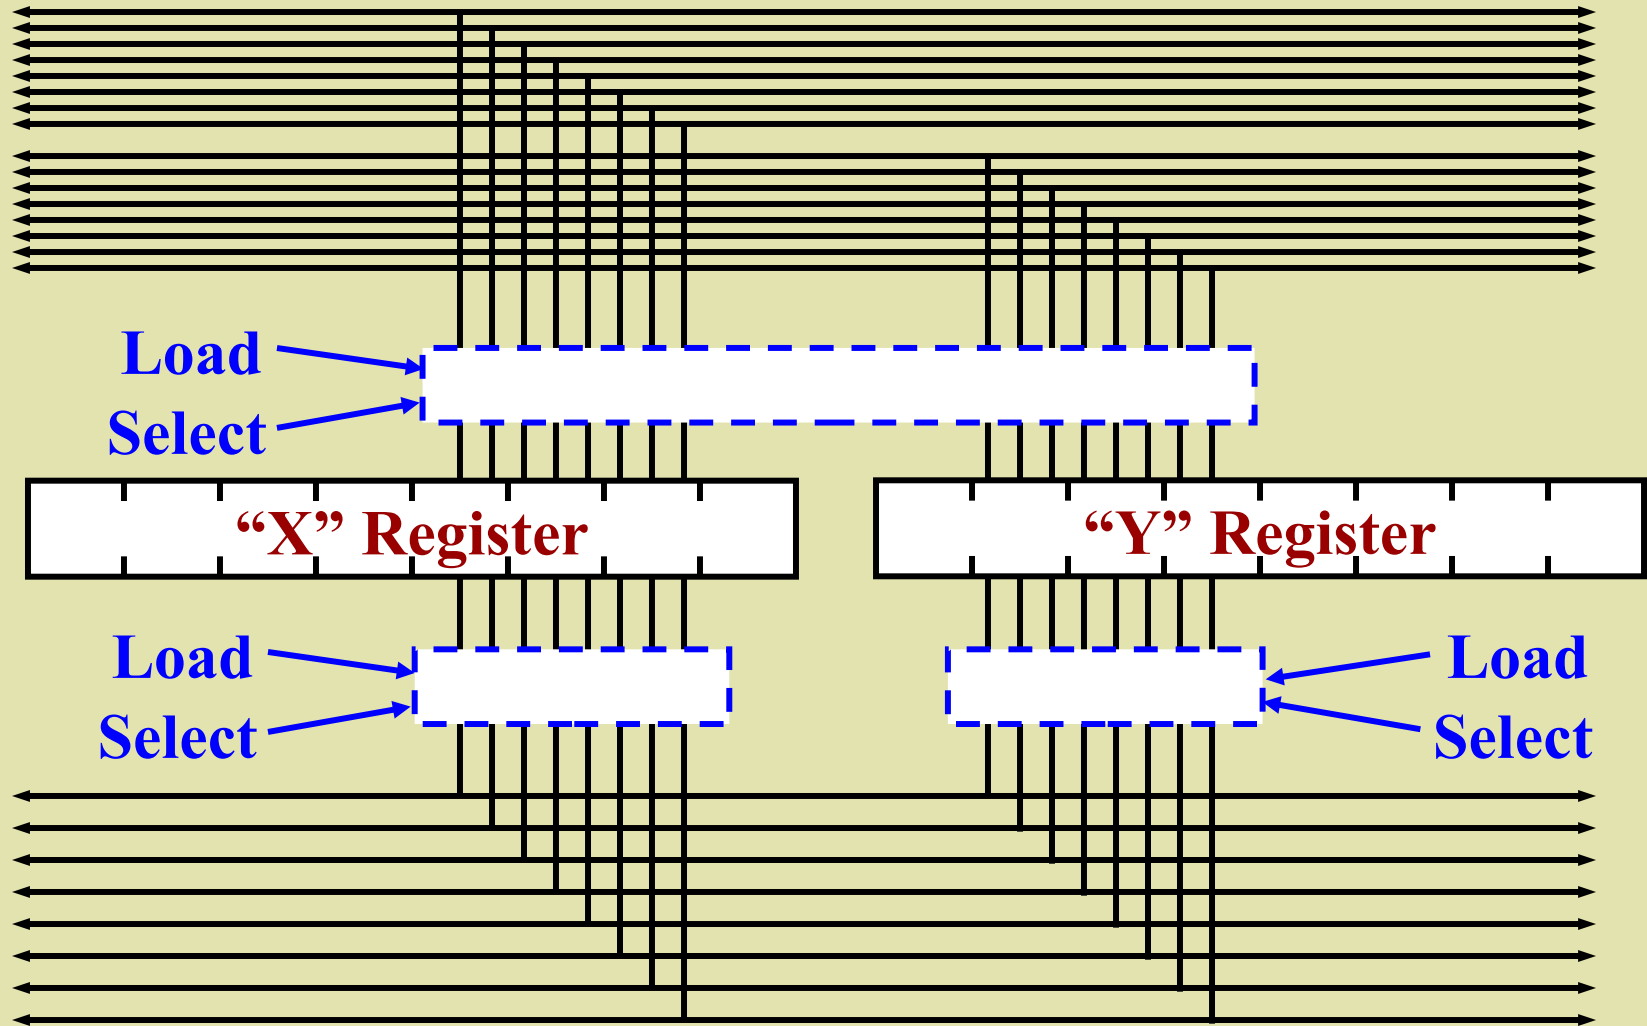 Load
Select
“X” Register
“Y” Register
Load
Load
Select
Select